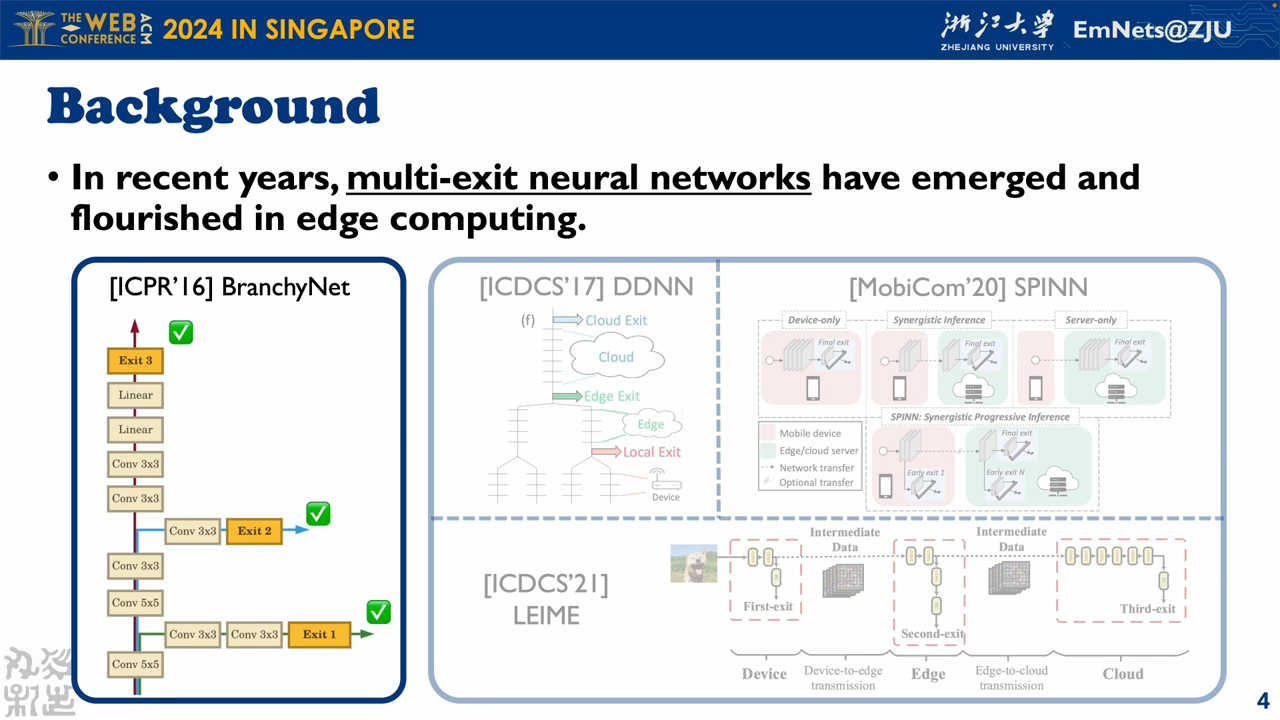 THE WEB CONFERENCE ACM
2024 IN SINGAPORE
浙江大学
ZHEJIANG UNIVERSITY
EmNets@ZJU
Background
• In recent years, multi-exit neural networks have emerged and
flourished in edge computing.
[ICPR’16] BranchyNet
Exit 3
Linear
Linear
Conv 3x3
Conv 3x3
Conv 3x3
Exit 2
Conv 3x3
Conv 5x5
Conv 3x3
Conv 3x3
Exit 1
Conv 5x5
[ICDCS’17] DDNN
(f)
Cloud Exit
Cloud
Edge Exit
Edge
Local Exit
Device
[MobiCom’20] SPINN
Device-only
Synergistic Inference
Server-only
Final exit
Final exit
Final exit
SPINN: Synergistic Progressive Inference
Mobile device
Edge/cloud server
Network transfer
Optional transfer
Final exit
Early exit 1
Early exit N
[ICDCS’21]
LEIME
Intermediate
Data
Intermediate
Data
First-exit
Second-exit
Third-exit
Device
Device-to-edge
transmission
Edge
Edge-to-cloud
transmission
Cloud
4